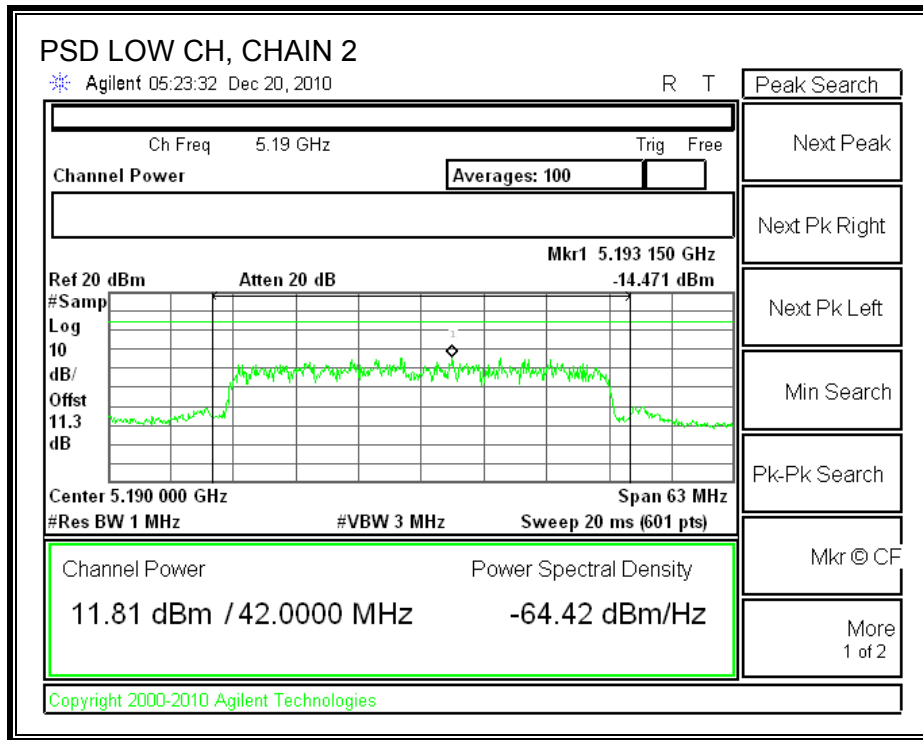 PSD LOW CH, CHAIN 2
Agilent 05:23:32 Dec 20, 2010 R T
Peak Search
Ch Freq 5.19 GHz Trig Free
Channel Power Averages: 100
Mkr1 5.193 150 GHz
Ref 20 dBm Atten 20 dB -14.471 dBm
#Samp
Log
10
dB/
Offst
11.3
dB
1
Center 5.190 000 GHz Span 63 MHz
#Res BW 1 MHz #VBW 3 MHz Sweep 20 ms (601 pts)
Channel Power Power Spectral Density
11.81 dBm / 42.0000 MHz -64.42 dBm/Hz
Copyright 2000-2010 Agilent Technologies
Next Peak
Next Pk Right
Next Pk Left
Min Search
Pk-Pk Search
Mkr © CF
More
1 of 2